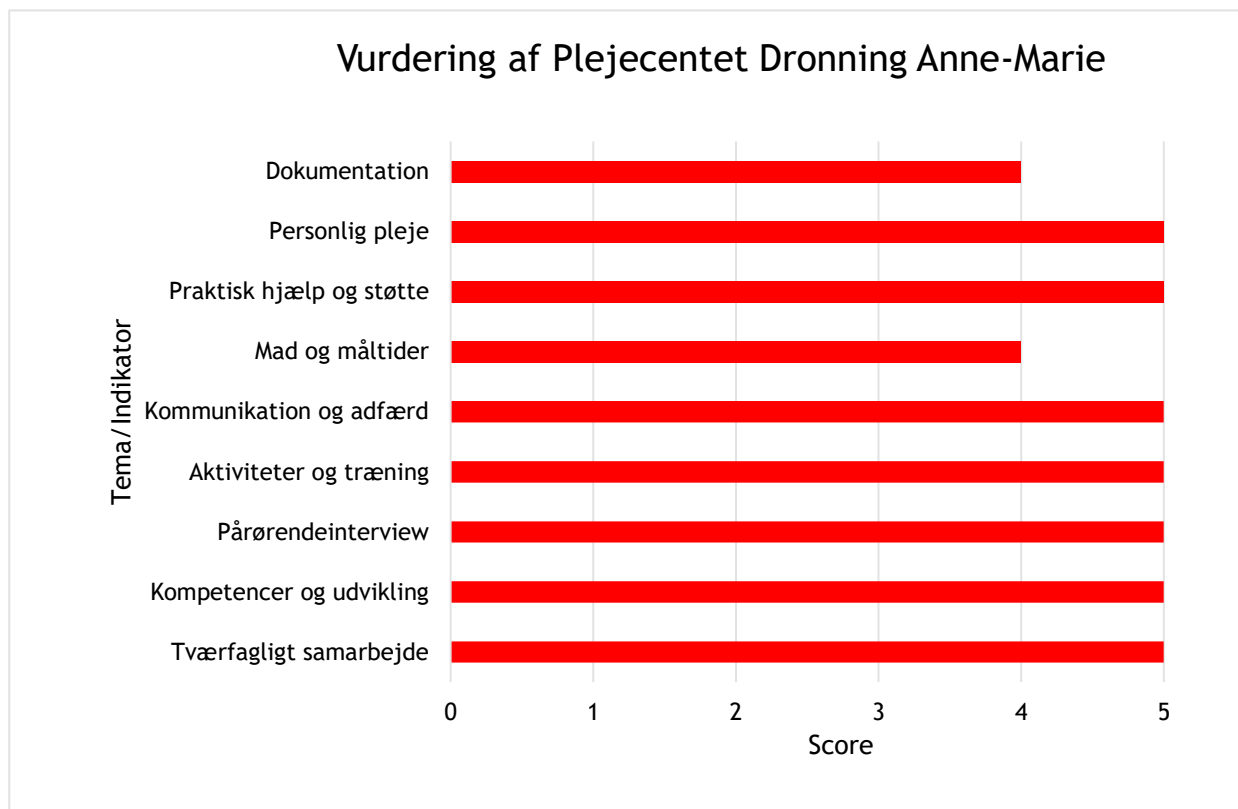 Vurdering af Plejecentet Dronning Anne-Marie
Tema/Indikator
Dokumentation
Personlig pleje
Praktisk hjælp og støtte
Mad og måltider
Kommunikation og adfærd
Aktiviteter og træning
Pårørendeinterview
Kompetencer og udvikling
Tværfagligt samarbejde
0 1 2 3 4 5
Score